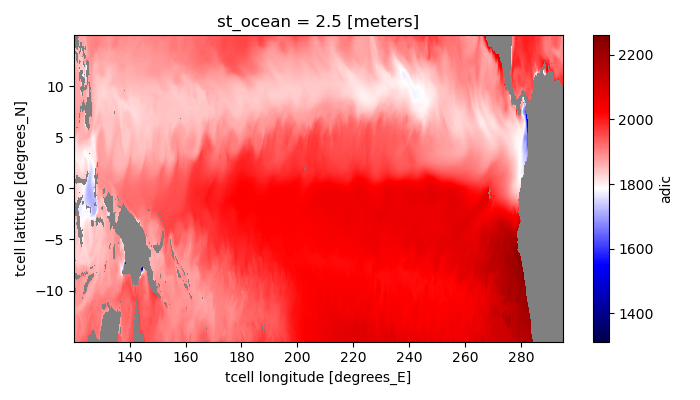 st_ocean = 2.5 [meters]
tcell latitude [degrees_N]
10
5
0
−5
−10
140 160 180 200 220 240 260 280
tcell longitude [degrees_E]
2200
2000
1800
1600
1400
adic